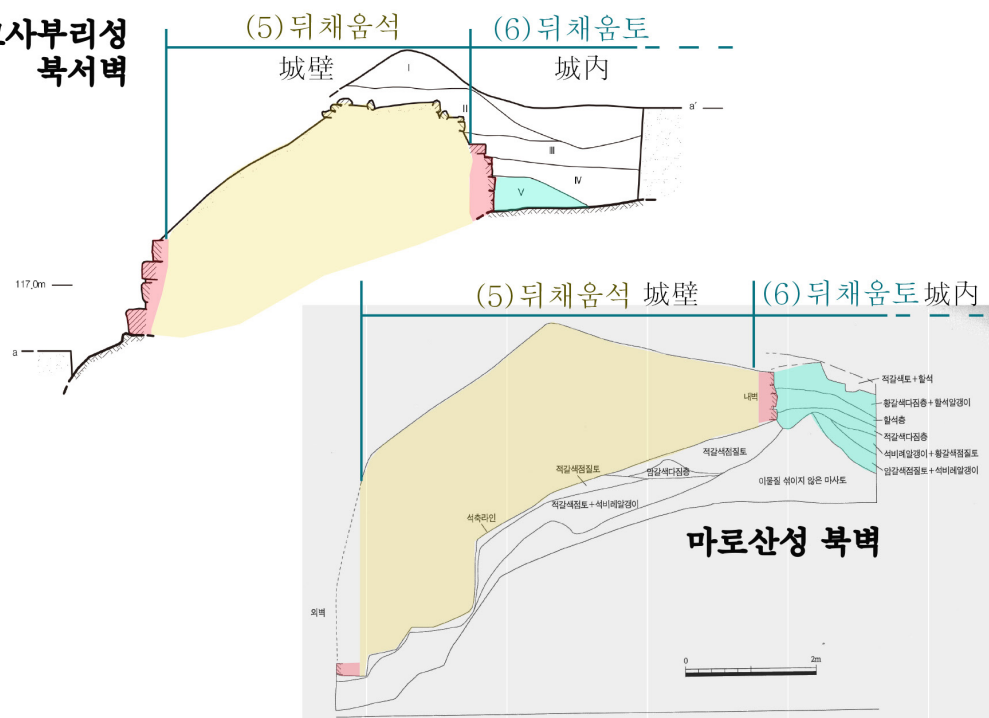 사부리성
북서벽
(5)뒤채움석
(6)뒤채움토
城壁
城內
I
II
III
IV
V
a′
117.0m
a
(5)뒤채움석 城壁
(6)뒤채움토 城內
내벽
적갈색토+할석
황갈색다짐층+할석알갱이
할석층
적갈색다짐층
석비레알갱이+황갈색점질토
암갈색점질토+석비레알갱이
적갈색점질토
적갈색점질토
암갈색다짐층
적갈색점토+석비레알갱이
이물질 섞이지 않은 마사토
석축라인
마로산성 북벽
외벽
0
2m